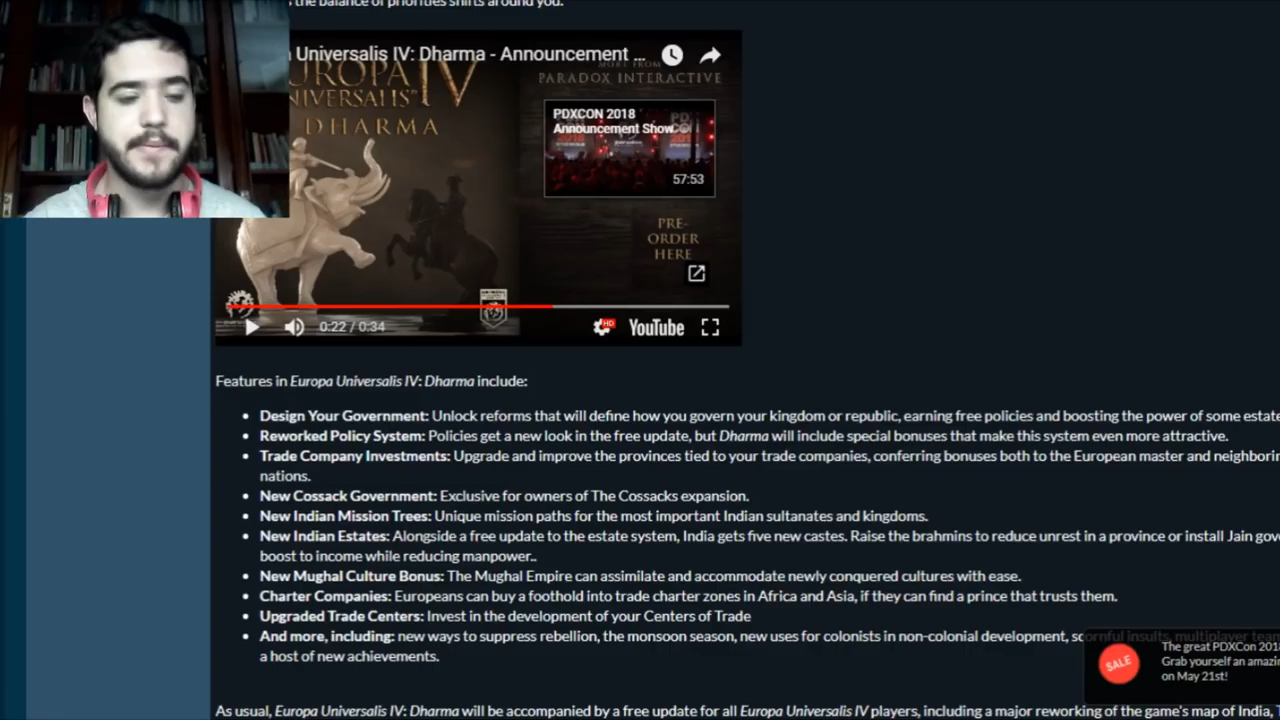 the balance of priorities shifts around you.
Universalis IV: Dharma - Announcement ...
MORE FROM
PARADOX INTERACTIVE
EUROPA
UNIVERSALIS IV
DHARMA
PDXCON 2018
Announcement Show
57:53
PRE-
ORDER
HERE
0:22 / 0:34
HD
YouTube
Features in Europa Universalis IV: Dharma include:
• Design Your Government: Unlock reforms that will define how you govern your kingdom or republic, earning free policies and boosting the power of some estate
• Reworked Policy System: Policies get a new look in the free update, but Dharma will include special bonuses that make this system even more attractive.
• Trade Company Investments: Upgrade and improve the provinces tied to your trade companies, conferring bonuses both to the European master and neighborin
nations.
• New Cossack Government: Exclusive for owners of The Cossacks expansion.
• New Indian Mission Trees: Unique mission paths for the most important Indian sultanates and kingdoms.
• New Indian Estates: Alongside a free update to the estate system, India gets five new castes. Raise the brahmins to reduce unrest in a province or install Jain gove
boost to income while reducing manpower..
• New Mughal Culture Bonus: The Mughal Empire can assimilate and accommodate newly conquered cultures with ease.
• Charter Companies: Europeans can buy a foothold into trade charter zones in Africa and Asia, if they can find a prince that trusts them.
• Upgraded Trade Centers: Invest in the development of your Centers of Trade
• And more, including: new ways to suppress rebellion, the monsoon season, new uses for colonists in non-colonial development, scornful insults, multiplayer team
a host of new achievements.
SALE
The great PDXCon 2018
Grab yourself an amazin
on May 21st!
As usual, Europa Universalis IV: Dharma will be accompanied by a free update for all Europa Universalis IV players, including a major reworking of the game's map of India,